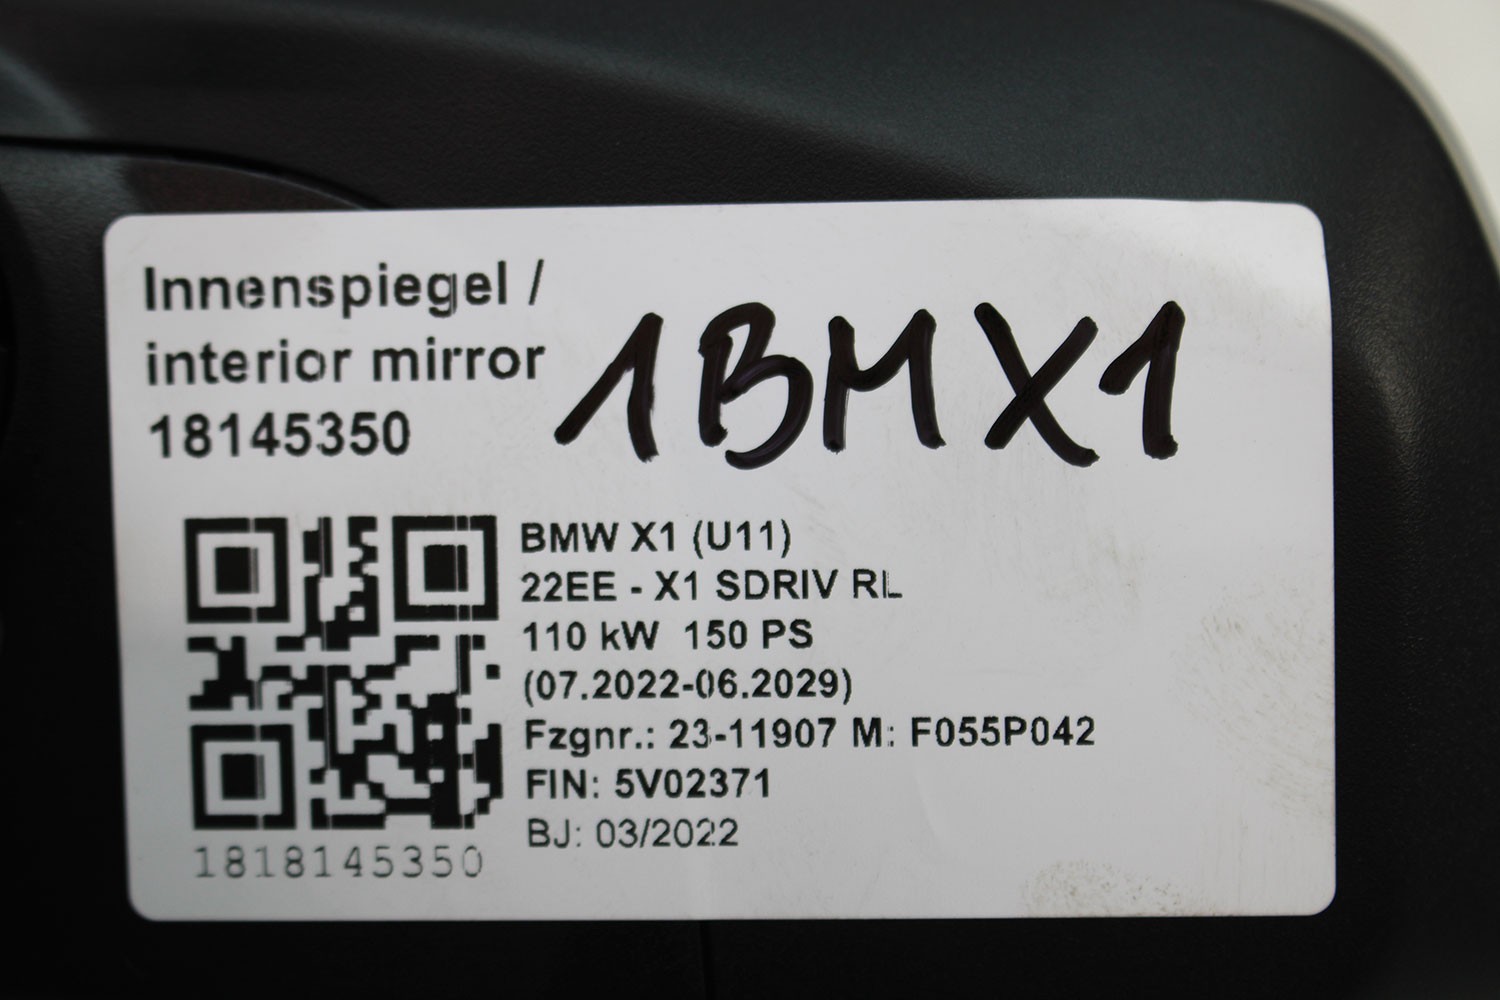 Innenspiegel /
interior mirror
18145350
1BMX1
BMW X1 (U11)
22EE - X1 SDRIV RL
110 kW 150 PS
(07.2022-06.2029)
Fzgnr.: 23-11907 M: F055P042
FIN: 5V02371
BJ: 03/2022
1818145350